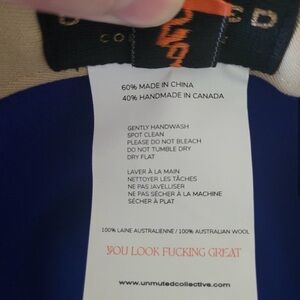 60% MADE IN CHINA
40% HANDMADE IN CANADA
GENTLY HANDWASH
SPOT CLEAN
PLEASE DO NOT BLEACH
DO NOT TUMBLE DRY
DRY FLAT
LAVER À LA MAIN
NETTOYER LES TÂCHES
NE PAS JAVELLISER
NE PAS SÉCHER À LA MACHINE
SÉCHER À PLAT
100% LAINE AUSTRALIENNE / 100% AUSTRALIAN WOOL
YOU LOOK FUCKING GREAT
www.unmutedcollective.com